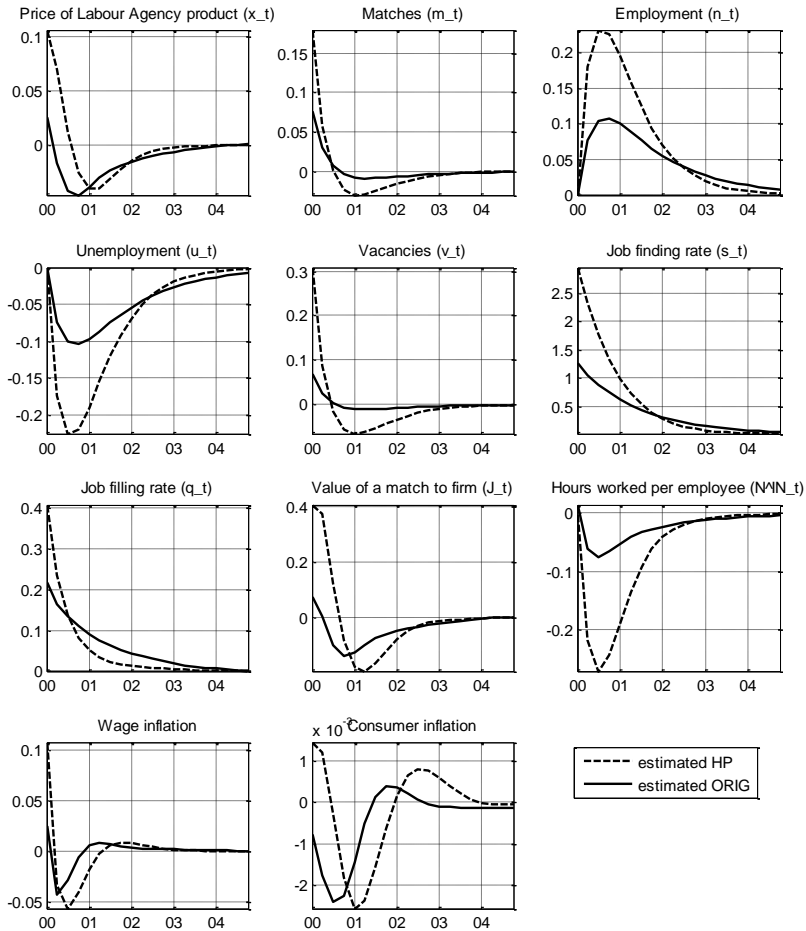 Price of Labour Agency product (x_t)
0.1
0.05
0
00 01 02 03 04
Matches (m_t)
0.15
0.1
0.05
0
00 01 02 03 04
Employment (n_t)
0.2
0.15
0.1
0.05
0
00 01 02 03 04
Unemployment (u_t)
0
-0.05
-0.1
-0.15
-0.2
00 01 02 03 04
Vacancies (v_t)
0.3
0.2
0.1
0
00 01 02 03 04
Job finding rate (s_t)
2.5
2
1.5
1
0.5
00 01 02 03 04
Job filling rate (q_t)
0.4
0.3
0.2
0.1
0
00 01 02 03 04
Value of a match to firm (J_t)
0.4
0.2
0
00 01 02 03 04
Hours worked per employee (N^IN_t)
0
-0.1
-0.2
00 01 02 03 04
Wage inflation
0.1
0.05
0
-0.05
00 01 02 03 04
x 10^-3
Consumer inflation
1
0
-1
-2
00 01 02 03 04
estimated HP
estimated ORIG